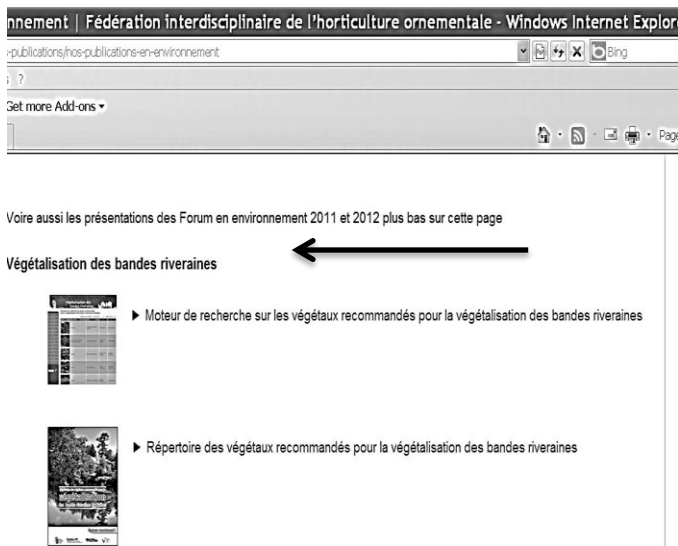 nnement | Fédération interdisciplinaire de l'horticulture ornementale - Windows Internet Explore
s-publications/nos-publications-en-environnement
Bing
s ?
Get more Add-ons
Page
Voire aussi les présentations des Forum en environnement 2011 et 2012 plus bas sur cette page
Végétalisation des bandes riveraines
Moteur de recherche sur les végétaux recommandés pour la végétalisation des bandes riveraines
Répertoire des végétaux recommandés pour la végétalisation des bandes riveraines